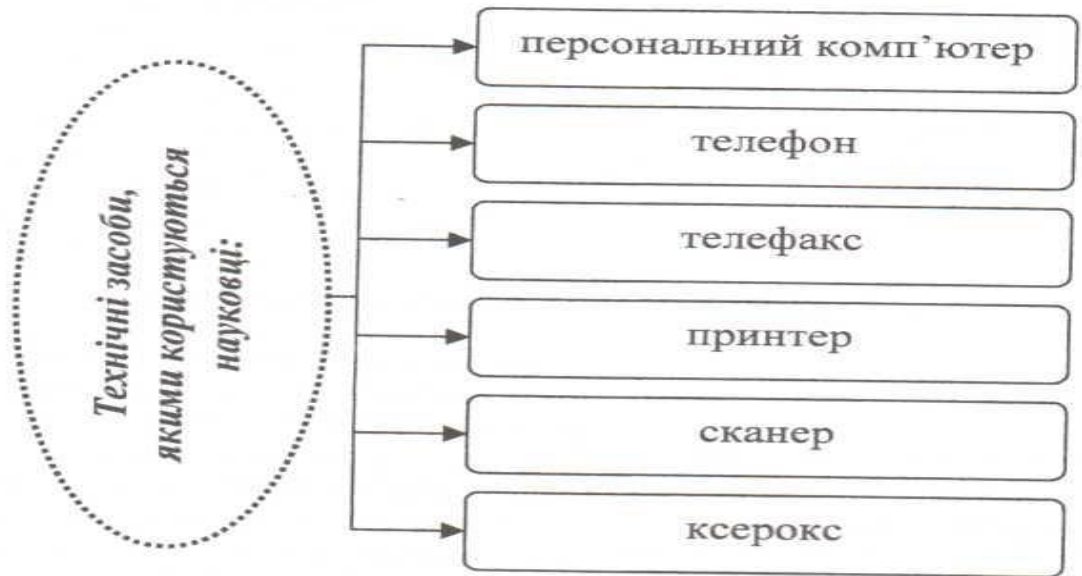 Технічні засоби,
якими користуються
науковці:
персональний комп’ютер
телефон
телефакс
принтер
сканер
ксерокс